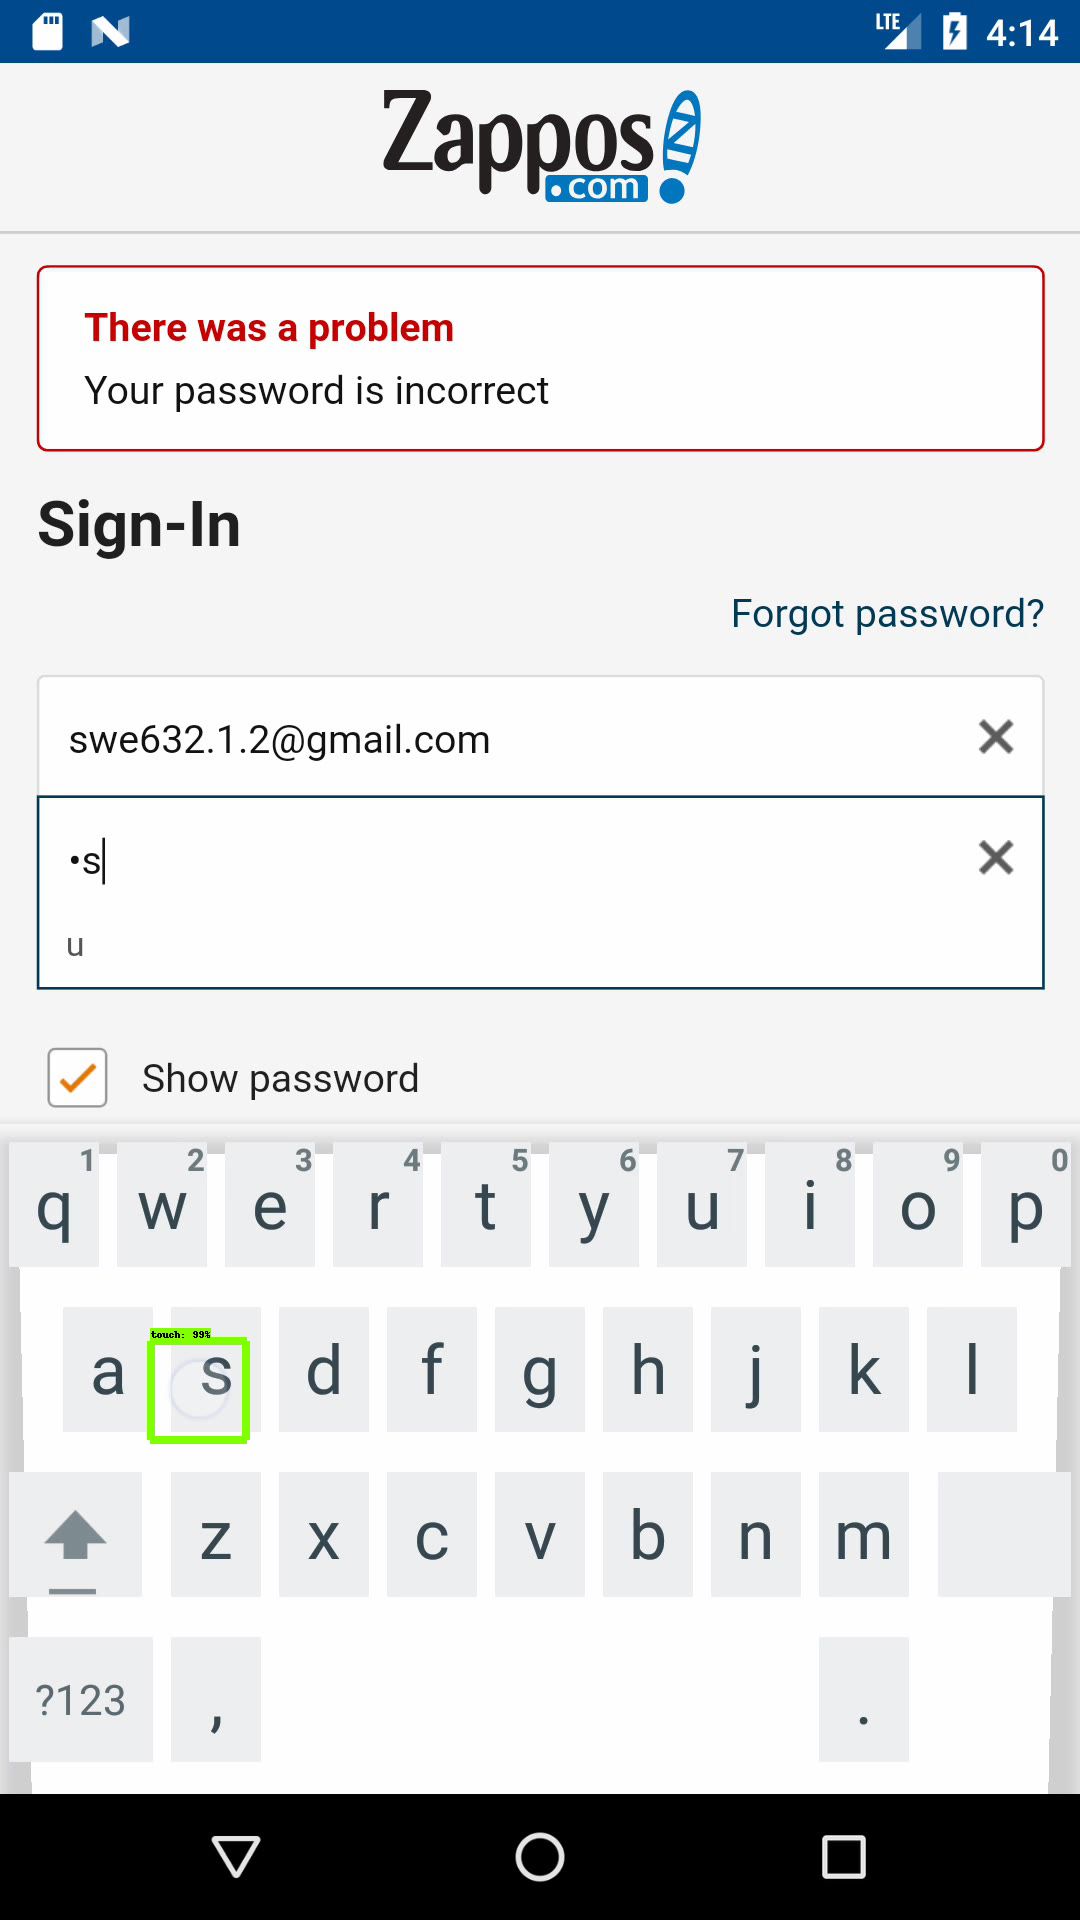 LTE 4:14
Zappos
.com
There was a problem
Your password is incorrect
Sign-In
Forgot password?
swe632.1.2@gmail.com
•s
u
Show password
1 2 3 4 5 6 7 8 9 0
q w e r t y u i o p
touch: 99%
a s d f g h j k l
z x c v b n m
?123 , .